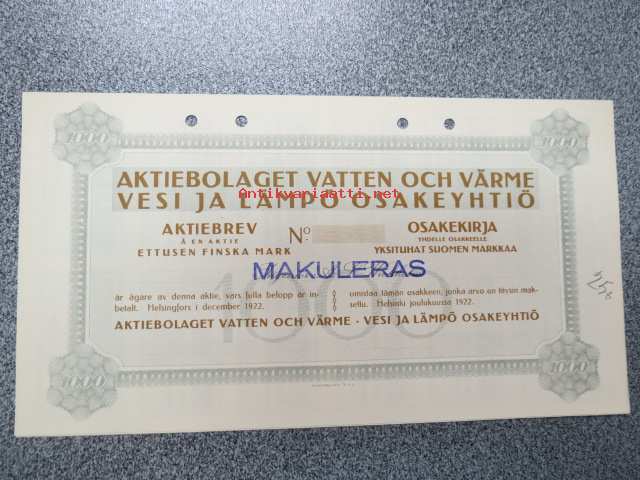 1000 1000
AKTIEBOLAGET VATTEN OCH VÄRME
Antikvariaatti.net
VESI JA LÄMPÖ OSAKEYHTIÖ
AKTIEBREV No OSAKEKIRJA
Å EN AKTIE YHDELLE OSAKKEELLE
ETTUSEN FINSKA MARK YKSITUHAT SUOMEN MARKKAA
MAKULERAS
1000
är ägare av denna aktie, vars fulla belopp är in- omistaa tämän osakkeen, jonka arvo on täysin mak-
betalt. Helsingfors i december 1922. settu. Helsinki joulukuussa 1922.
AKTIEBOLAGET VATTEN OCH VÄRME - VESI JA LÄMPÖ OSAKEYHTIÖ
1000 1000